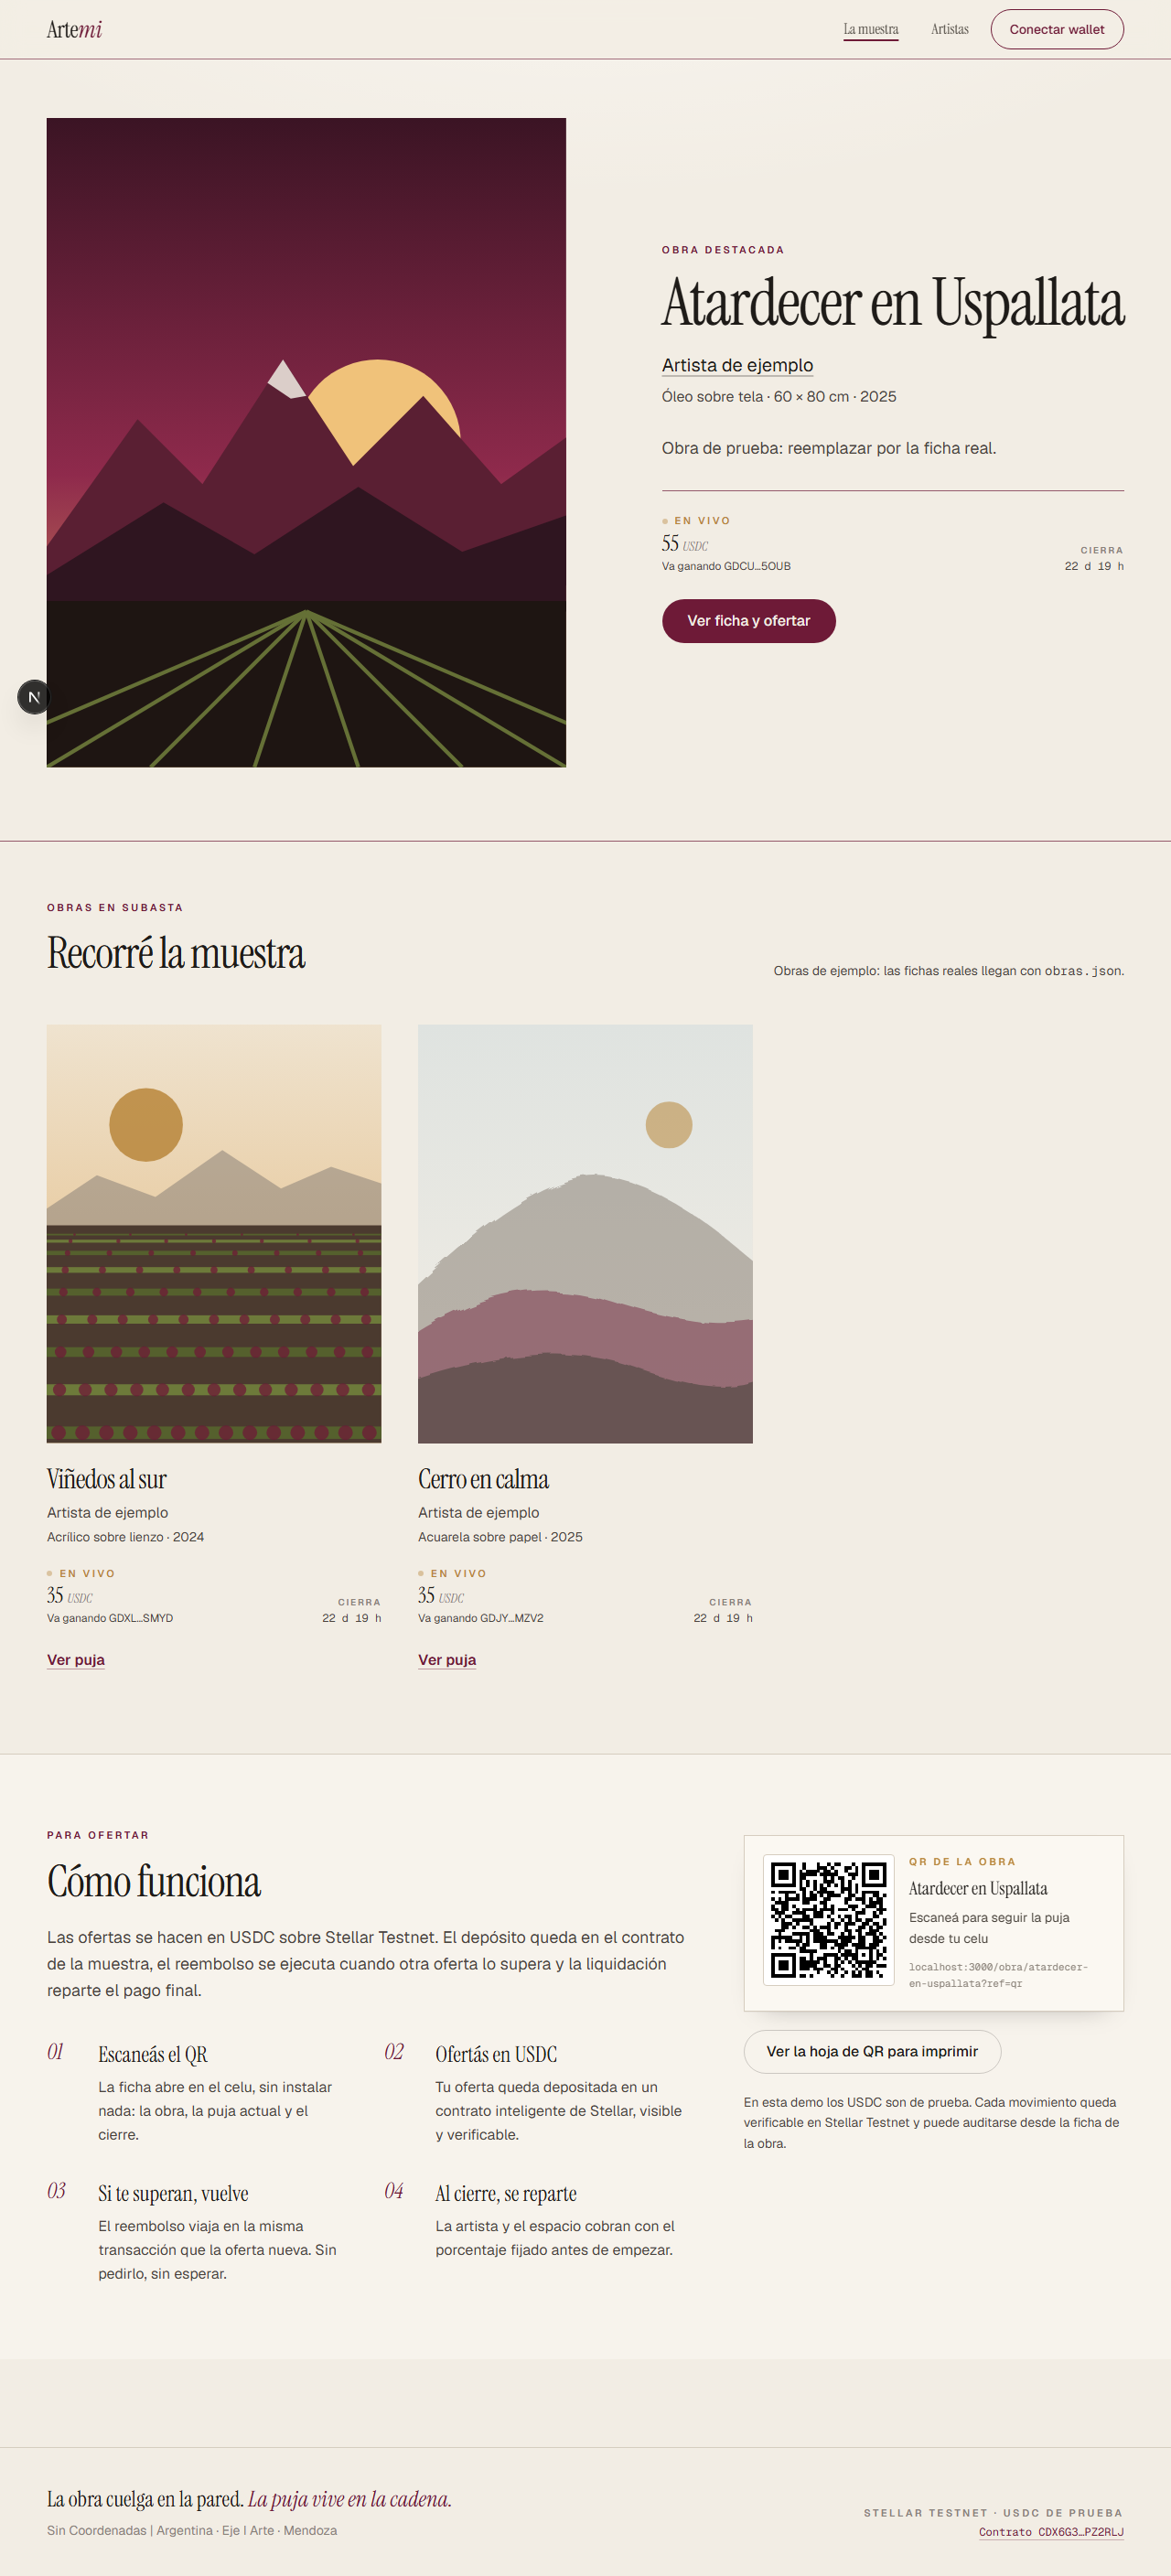 Artemi
La muestra
Artistas
Conectar wallet
OBRA DESTACADA
Atardecer en Uspallata
Artista de ejemplo
Óleo sobre tela · 60 × 80 cm · 2025
Obra de prueba: reemplazar por la ficha real.
EN VIVO
55 USDC
Va ganando GDCU…5OUB
CIERRA
22 d 19 h
Ver ficha y ofertar
N
OBRAS EN SUBASTA
Recorré la muestra
Obras de ejemplo: las fichas reales llegan con obras.json.
Viñedos al sur
Artista de ejemplo
Acrílico sobre lienzo · 2024
EN VIVO
35 USDC
Va ganando GDXL…SMYD
CIERRA
22 d 19 h
Ver puja
Cerro en calma
Artista de ejemplo
Acuarela sobre papel · 2025
EN VIVO
35 USDC
Va ganando GDJY…MZV2
CIERRA
22 d 19 h
Ver puja
PARA OFERTAR
Cómo funciona
Las ofertas se hacen en USDC sobre Stellar Testnet. El depósito queda en el contrato
de la muestra, el reembolso se ejecuta cuando otra oferta lo supera y la liquidación
reparte el pago final.
01
Escaneás el QR
La ficha abre en el celu, sin instalar
nada: la obra, la puja actual y el
cierre.
02
Ofertás en USDC
Tu oferta queda depositada en un
contrato inteligente de Stellar, visible
y verificable.
03
Si te superan, vuelve
El reembolso viaja en la misma
transacción que la oferta nueva. Sin
pedirlo, sin esperar.
04
Al cierre, se reparte
La artista y el espacio cobran con el
porcentaje fijado antes de empezar.
QR DE LA OBRA
Atardecer en Uspallata
Escaneá para seguir la puja
desde tu celu
localhost:3000/obra/atardecer-
en-uspallata?ref=qr
Ver la hoja de QR para imprimir
En esta demo los USDC son de prueba. Cada movimiento queda
verificable en Stellar Testnet y puede auditarse desde la ficha de
la obra.
La obra cuelga en la pared. La puja vive en la cadena.
Sin Coordenadas | Argentina · Eje I Arte · Mendoza
STELLAR TESTNET · USDC DE PRUEBA
Contrato CDX6G3…PZ2RLJ